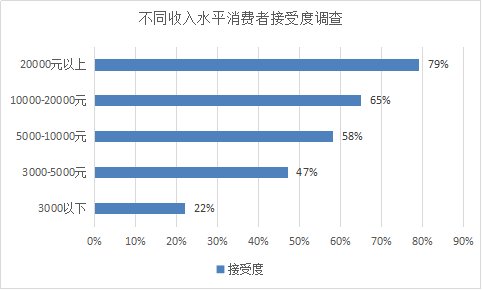 不同收入水平消费者接受度调查
20000元以上 79%
10000-20000元 65%
5000-10000元 58%
3000-5000元 47%
3000以下 22%
0% 10% 20% 30% 40% 50% 60% 70% 80% 90%
接受度